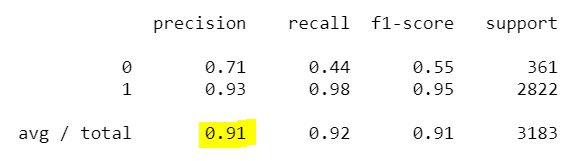 precision recall f1-score support
0 0.71 0.44 0.55 361
1 0.93 0.98 0.95 2822
avg / total 0.91 0.92 0.91 3183